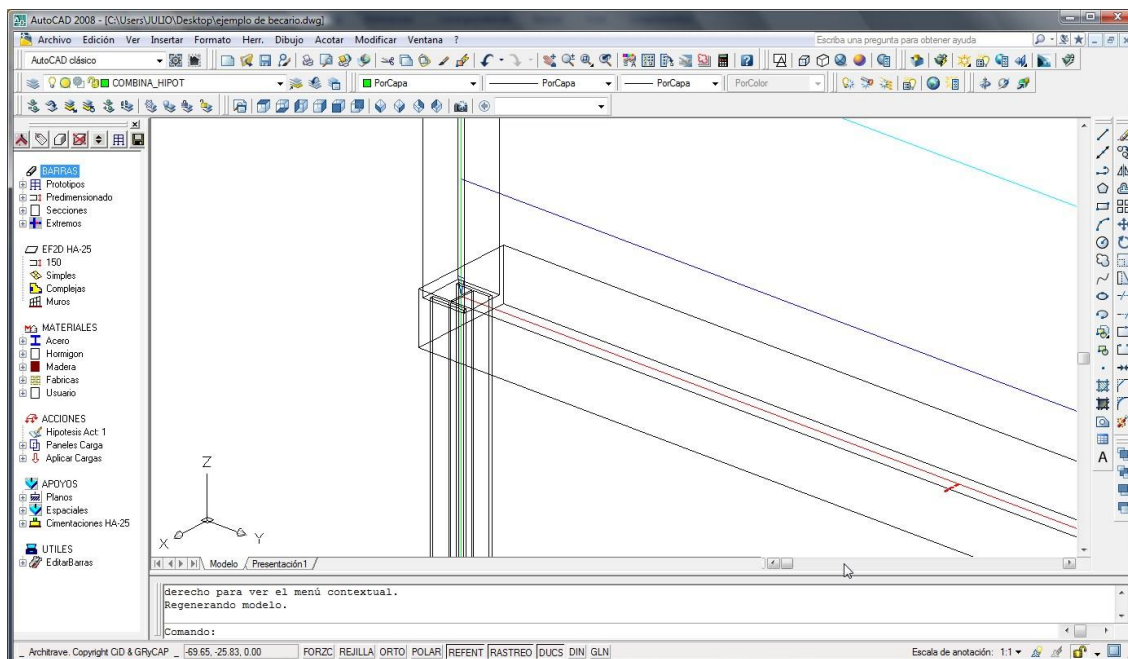 AutoCAD 2008 - [C:\Users\JULIO\Desktop\ejemplo de becario.dwg]
Archivo Edición Ver Insertar Formato Herr. Dibujo Acotar Modificar Ventana ?
Escriba una pregunta para obtener ayuda
AutoCAD clásico
COMBINA_HIPOT
PorCapa
PorCapa
PorCapa
PorColor
BARRAS
Prototipos
Predimensionado
Secciones
Extremos
EF2D HA-25
150
Simples
Complejas
Muros
MATERIALES
Acero
Hormigon
Madera
Fabricas
Usuario
ACCIONES
Hipotesis Act: 1
Paneles Carga
Aplicar Cargas
APOYOS
Planos
Espaciales
Cimentaciones HA-25
UTILES
EditarBarras
Z
X
Y
A
Modelo
Presentación1
derecho para ver el menú contextual.
Regenerando modelo.
Comando:
_ Architrave. Copyright CiD & GRyCAP _
-69.65, -25.83, 0.00
FORZC REJILLA ORTO POLAR REFENT RASTREO DUCS DIN GLN
Escala de anotación: 1:1